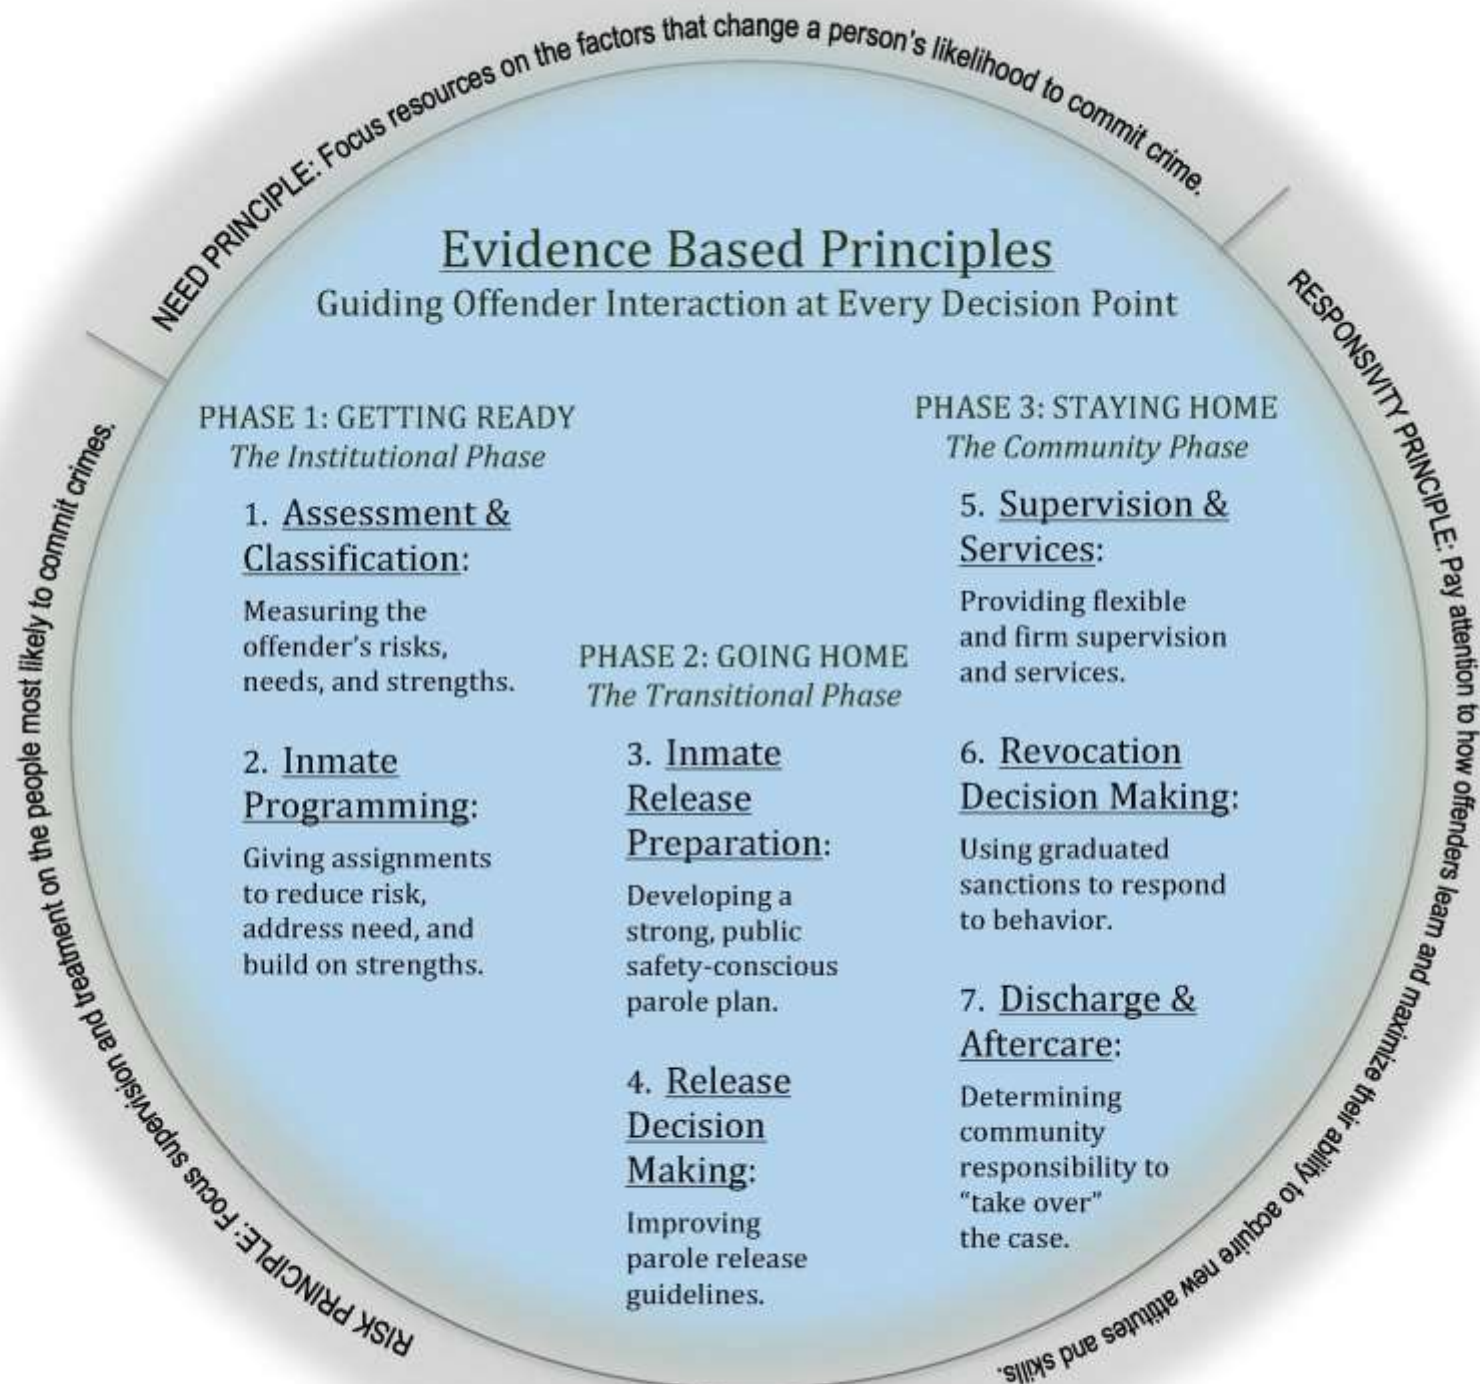 NEED PRINCIPLE: Focus resources on the factors that change a person's likelihood to commit crime.
RESPONSIVITY PRINCIPLE: Pay attention to how offenders learn and maximize their ability to acquire new attitutes and skills.
RISK PRINCIPLE: Focus supervision and treatment on the people most likely to commit crimes.
Evidence Based Principles
Guiding Offender Interaction at Every Decision Point
PHASE 1: GETTING READY
The Institutional Phase
1. Assessment &
Classification:
Measuring the
offender's risks,
needs, and strengths.
2. Inmate
Programming:
Giving assignments
to reduce risk,
address need, and
build on strengths.
PHASE 2: GOING HOME
The Transitional Phase
3. Inmate
Release
Preparation:
Developing a
strong, public
safety-conscious
parole plan.
4. Release
Decision
Making:
Improving
parole release
guidelines.
PHASE 3: STAYING HOME
The Community Phase
5. Supervision &
Services:
Providing flexible
and firm supervision
and services.
6. Revocation
Decision Making:
Using graduated
sanctions to respond
to behavior.
7. Discharge &
Aftercare:
Determining
community
responsibility to
"take over"
the case.